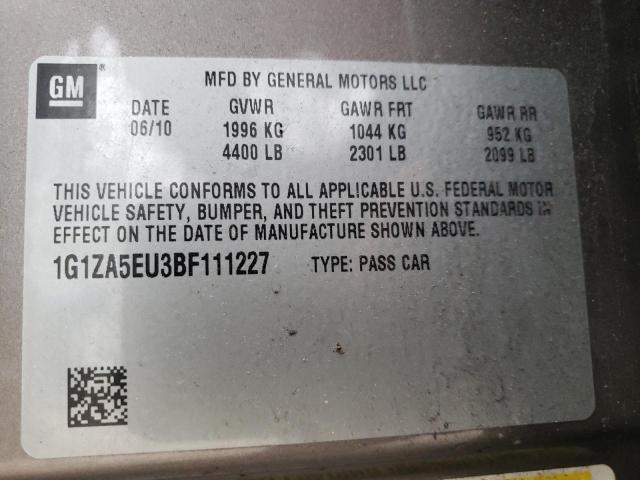 GM ®
MFD BY GENERAL MOTORS LLC
DATE GVWR GAWR FRT GAWR RR
06/10 1996 KG 1044 KG 952 KG
4400 LB 2301 LB 2099 LB
THIS VEHICLE CONFORMS TO ALL APPLICABLE U.S. FEDERAL MOTOR
VEHICLE SAFETY, BUMPER, AND THEFT PREVENTION STANDARDS IN
EFFECT ON THE DATE OF MANUFACTURE SHOWN ABOVE.
1G1ZA5EU3BF111227 TYPE: PASS CAR